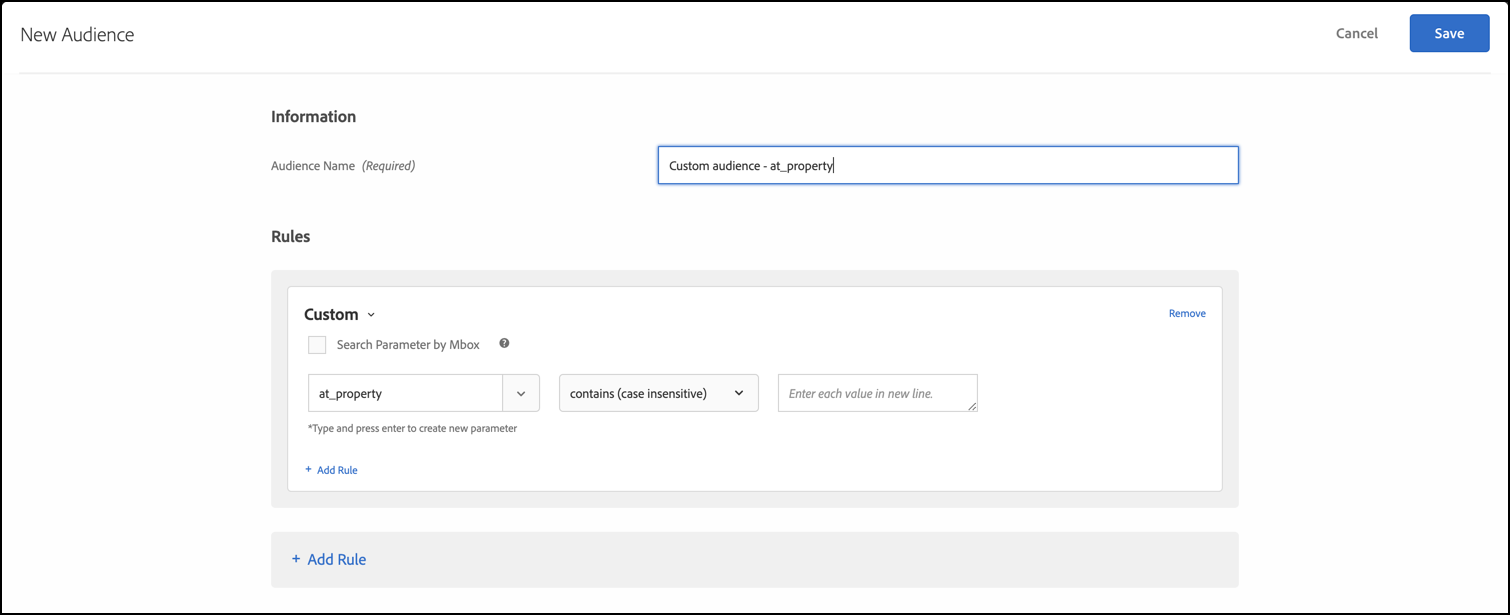 New Audience
Cancel
Save
Information
Audience Name (Required)
Custom audience - at_property
Rules
Custom
Remove
Search Parameter by Mbox ?
at_property
contains (case insensitive)
Enter each value in new line.
*Type and press enter to create new parameter
+ Add Rule
+ Add Rule